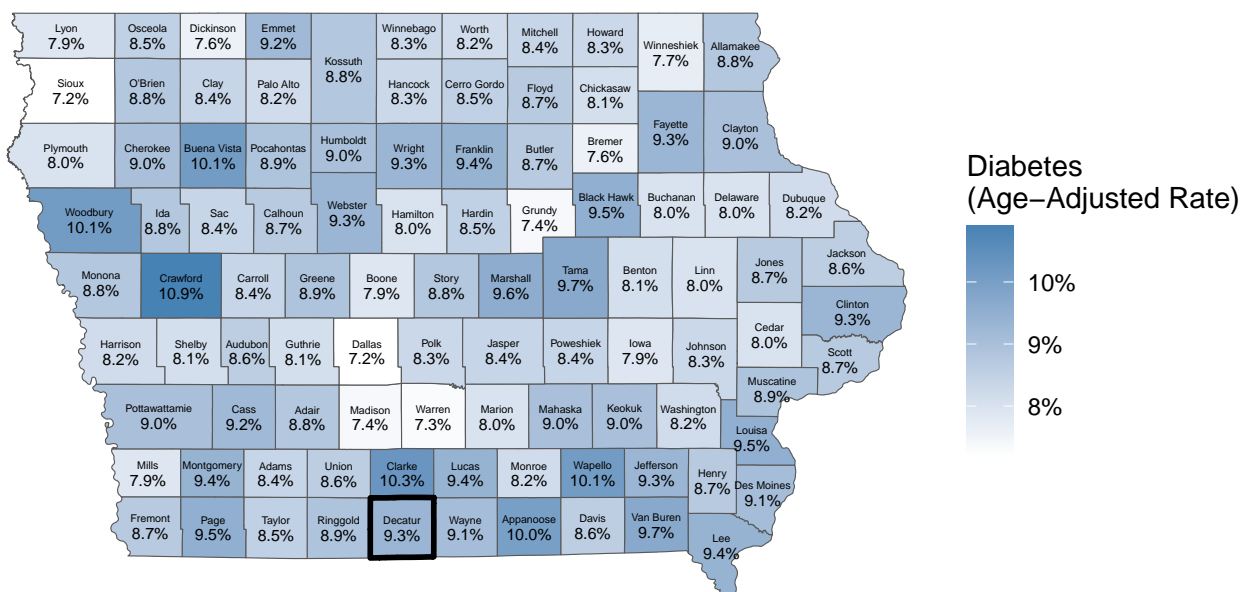 Lyon
7.9%
Osceola
8.5%
Dickinson
7.6%
Emmet
9.2%
Kossuth
8.8%
Winnebago
8.3%
Worth
8.2%
Mitchell
8.4%
Howard
8.3%
Winneshiek
7.7%
Allamakee
8.8%
Sioux
7.2%
O'Brien
8.8%
Clay
8.4%
Palo Alto
8.2%
Hancock
8.3%
Cerro Gordo
8.5%
Floyd
8.7%
Chickasaw
8.1%
Fayette
9.3%
Clayton
9.0%
Plymouth
8.0%
Cherokee
9.0%
Buena Vista
10.1%
Pocahontas
8.9%
Humboldt
9.0%
Wright
9.3%
Franklin
9.4%
Butler
8.7%
Bremer
7.6%
Woodbury
10.1%
Ida
8.8%
Sac
8.4%
Calhoun
8.7%
Webster
9.3%
Hamilton
8.0%
Hardin
8.5%
Grundy
7.4%
Black Hawk
9.5%
Buchanan
8.0%
Delaware
8.0%
Dubuque
8.2%
Monona
8.8%
Crawford
10.9%
Carroll
8.4%
Greene
8.9%
Boone
7.9%
Story
8.8%
Marshall
9.6%
Tama
9.7%
Benton
8.1%
Linn
8.0%
Jones
8.7%
Jackson
8.6%
Clinton
9.3%
Harrison
8.2%
Shelby
8.1%
Audubon
8.6%
Guthrie
8.1%
Dallas
7.2%
Polk
8.3%
Jasper
8.4%
Poweshiek
8.4%
Iowa
7.9%
Johnson
8.3%
Cedar
8.0%
Scott
8.7%
Muscatine
8.9%
Pottawattamie
9.0%
Cass
9.2%
Adair
8.8%
Madison
7.4%
Warren
7.3%
Marion
8.0%
Mahaska
9.0%
Keokuk
9.0%
Washington
8.2%
Louisa
9.5%
Mills
7.9%
Montgomery
9.4%
Adams
8.4%
Union
8.6%
Clarke
10.3%
Lucas
9.4%
Monroe
8.2%
Wapello
10.1%
Jefferson
9.3%
Henry
8.7%
Des Moines
9.1%
Fremont
8.7%
Page
9.5%
Taylor
8.5%
Ringgold
8.9%
Decatur
9.3%
Wayne
9.1%
Appanoose
10.0%
Davis
8.6%
Van Buren
9.7%
Lee
9.4%
Diabetes
(Age−Adjusted Rate)
10%
9%
8%